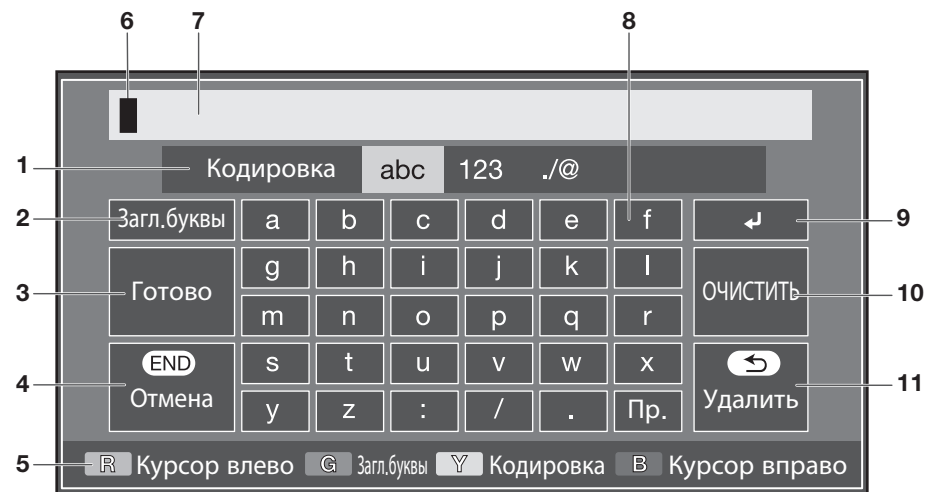 6 7 8
1 Кодировка abc 123 ./@
2 Загл.буквы a b c d e f ↲ 9
g h i j k l
3 Готово ОЧИСТИТЬ 10
m n o p q r
END s t u v w x
4 Отмена Удалить 11
y z : / . Пр.
5 R Курсор влево G Загл.буквы Y Кодировка B Курсор вправо